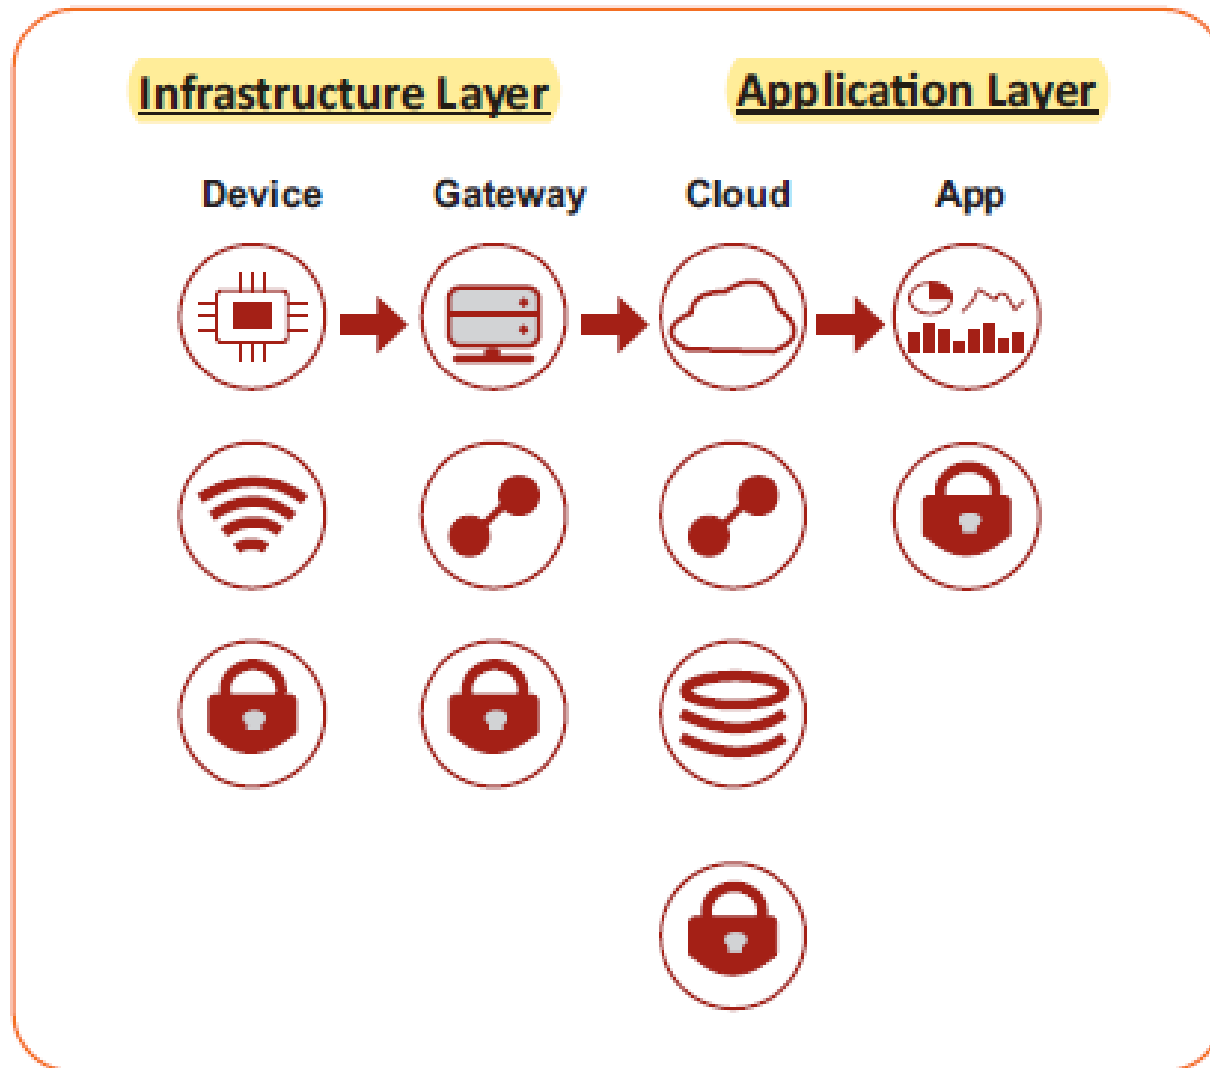 Infrastructure Layer
Application Layer
Device
Gateway
Cloud
App